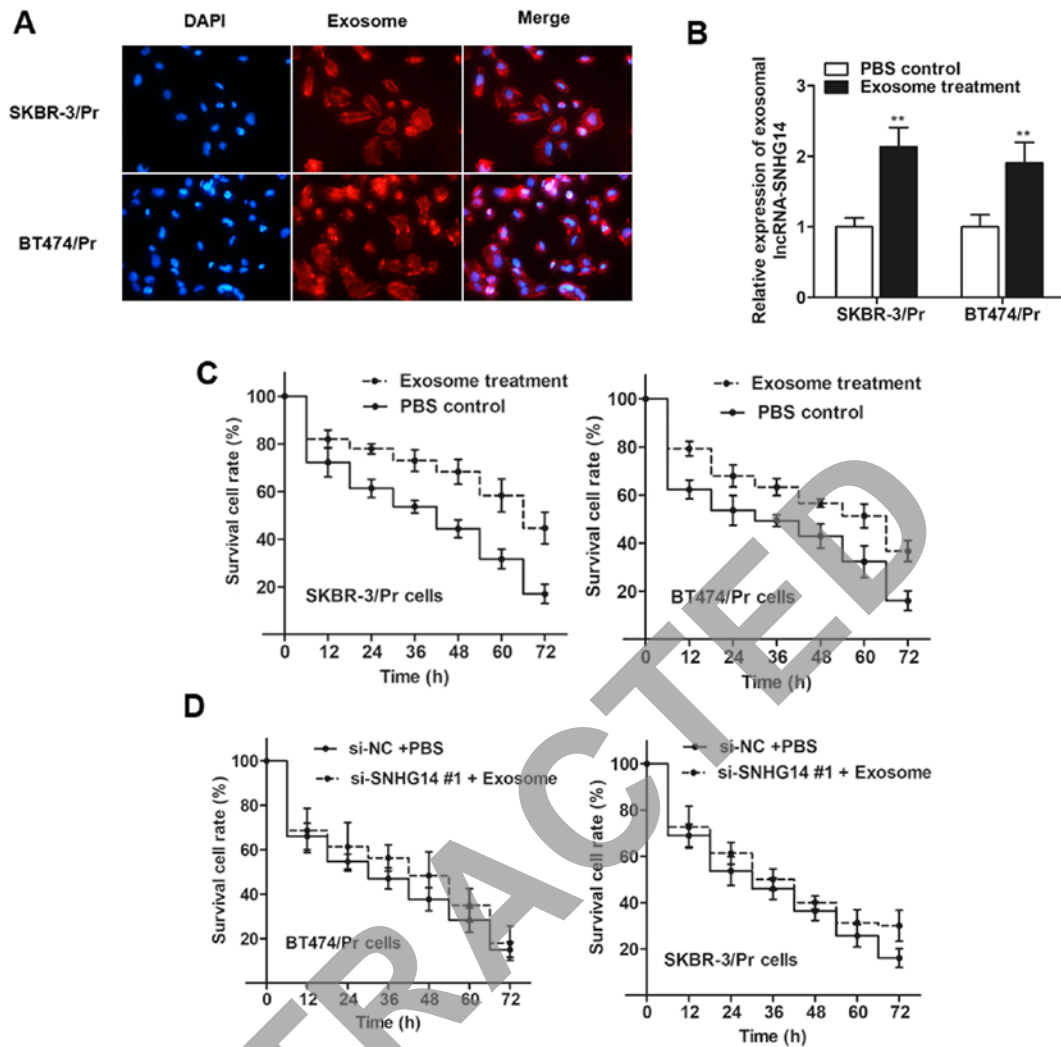 A
DAPI
Exosome
Merge
SKBR-3/Pr
BT474/Pr
B
PBS control
Exosome treatment
Relative expression of exosomal
lncRNA-SNHG14
3
2
1
0
**
**
SKBR-3/Pr
BT474/Pr
C
Exosome treatment
PBS control
Survival cell rate (%)
100
80
60
40
20
SKBR-3/Pr cells
0
12
24
36
48
60
72
Time (h)
Exosome treatment
PBS control
Survival cell rate (%)
100
80
60
40
20
BT474/Pr cells
0
12
24
36
48
60
72
Time (h)
D
si-NC +PBS
si-SNHG14 #1 + Exosome
Survival cell rate (%)
100
80
60
40
20
BT474/Pr cells
0
12
24
36
48
60
72
Time (h)
si-NC +PBS
si-SNHG14 #1 + Exosome
Survival cell rate (%)
100
80
60
40
20
SKBR-3/Pr cells
0
12
24
36
48
60
72
Time (h)
TRACTED